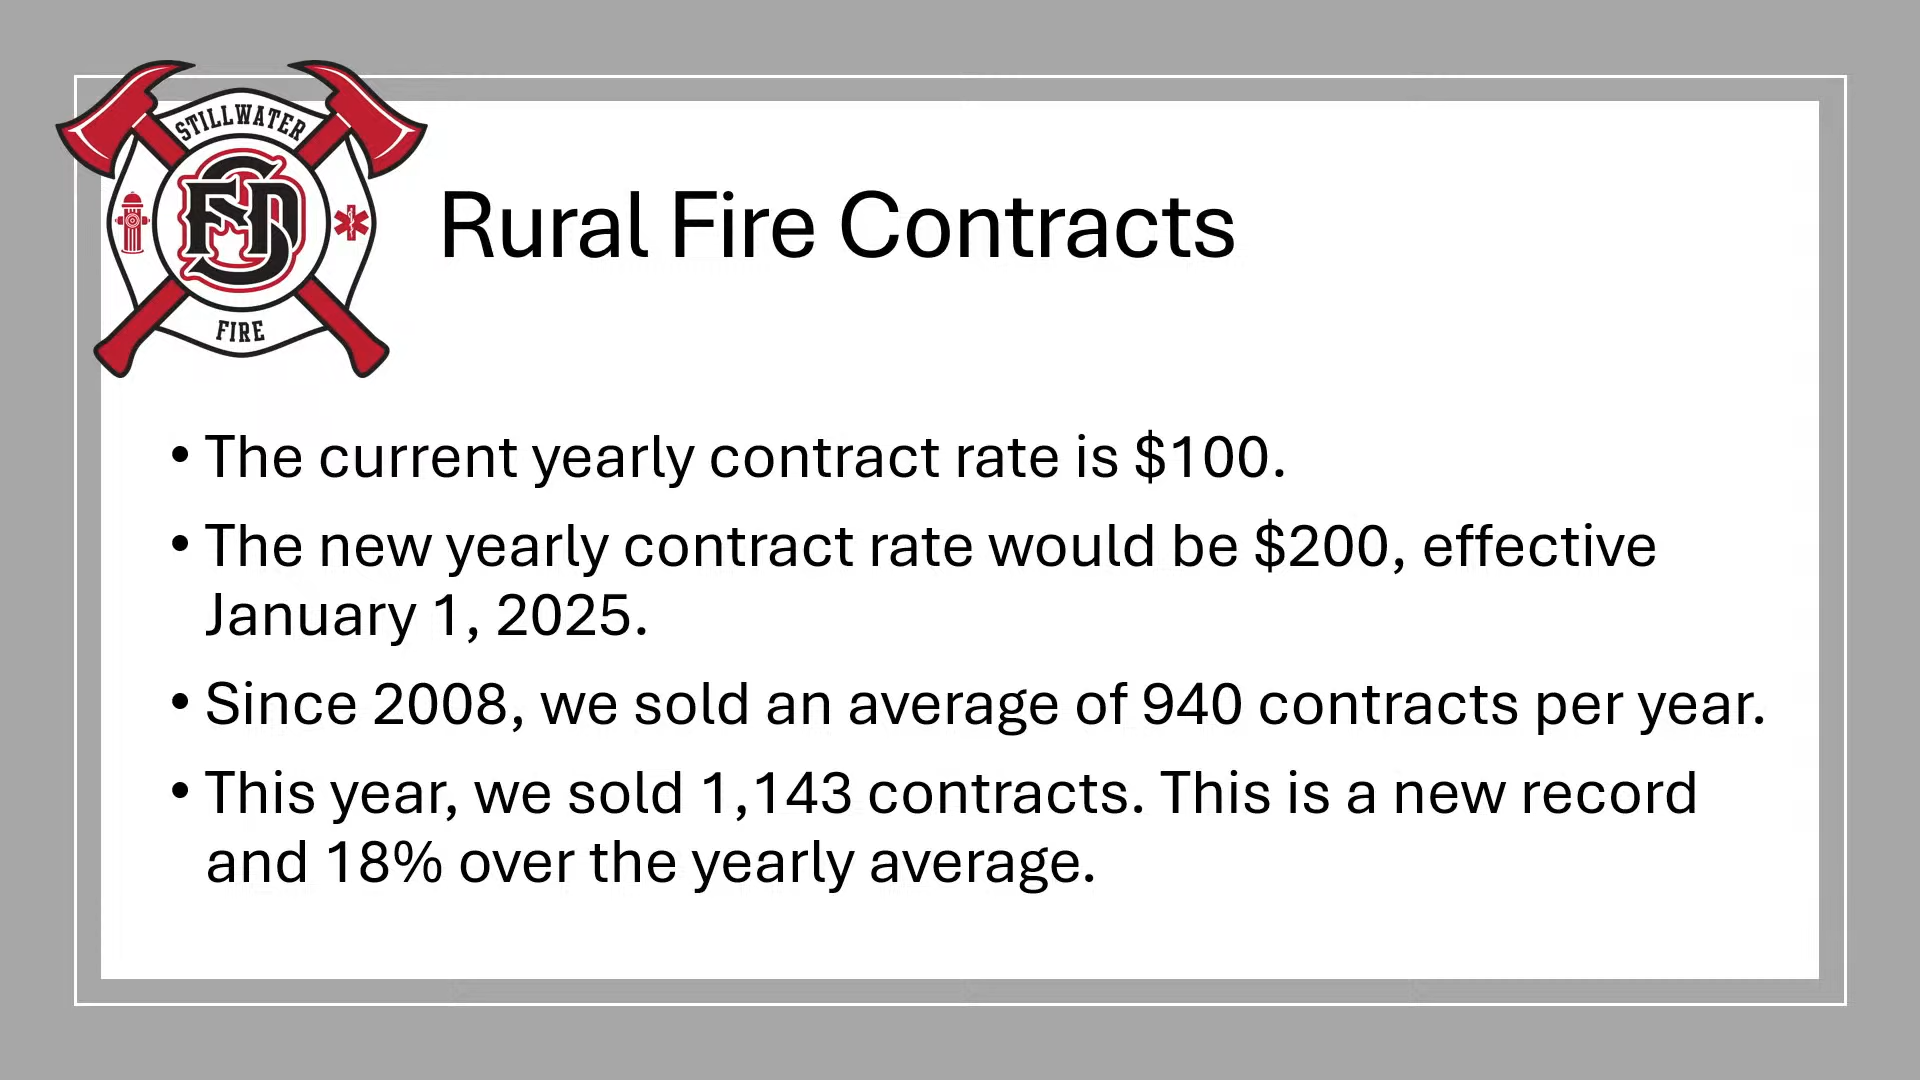 STILLWATER
FSD
FIRE
Rural Fire Contracts
• The current yearly contract rate is $100.
• The new yearly contract rate would be $200, effective
January 1, 2025.
• Since 2008, we sold an average of 940 contracts per year.
• This year, we sold 1,143 contracts. This is a new record
and 18% over the yearly average.